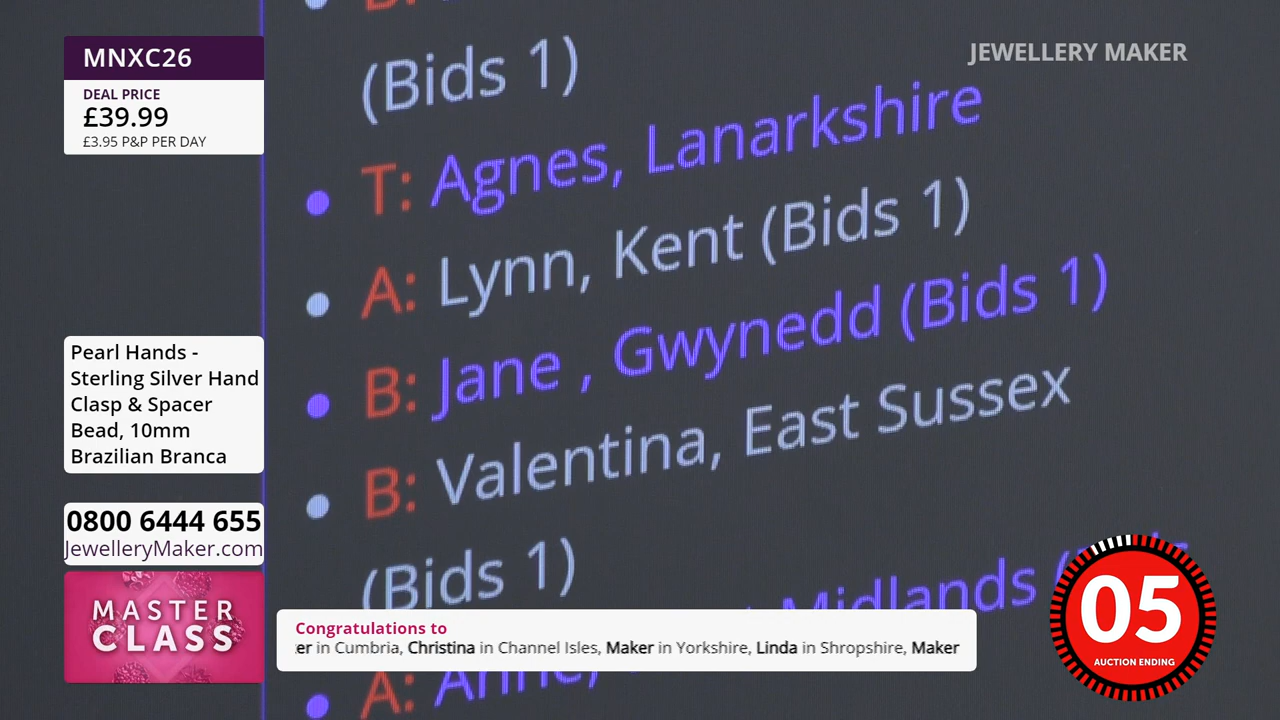 MNXC26
DEAL PRICE
£39.99
£3.95 P&P PER DAY
JEWELLERY MAKER
(Bids 1)
T: Agnes, Lanarkshire
A: Lynn, Kent (Bids 1)
B: Jane , Gwynedd (Bids 1)
B: Valentina, East Sussex
(Bids 1)
Midlands
A: Anne,
Pearl Hands -
Sterling Silver Hand
Clasp & Spacer
Bead, 10mm
Brazilian Branca
0800 6444 655
JewelleryMaker.com
MASTER
CLASS
Congratulations to
er in Cumbria, Christina in Channel Isles, Maker in Yorkshire, Linda in Shropshire, Maker
05
AUCTION ENDING